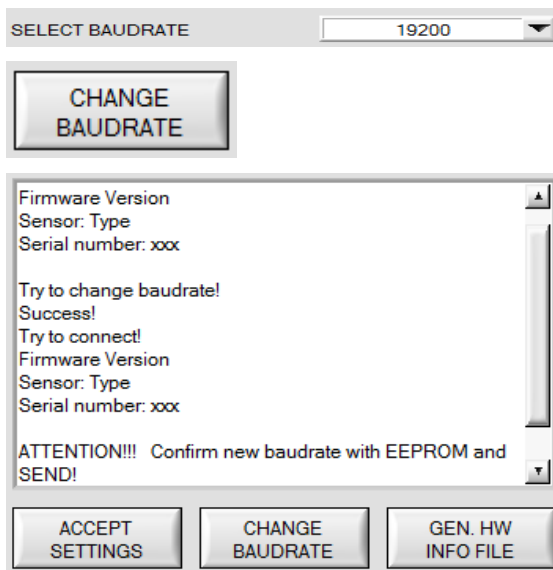 SELECT BAUDRATE 19200
CHANGE
BAUDRATE
Firmware Version
Sensor: Type
Serial number: xxx
Try to change baudrate!
Success!
Try to connect!
Firmware Version
Sensor: Type
Serial number: xxx
ATTENTION!!! Confirm new baudrate with EEPROM and
SEND!
ACCEPT
SETTINGS
CHANGE
BAUDRATE
GEN. HW
INFO FILE